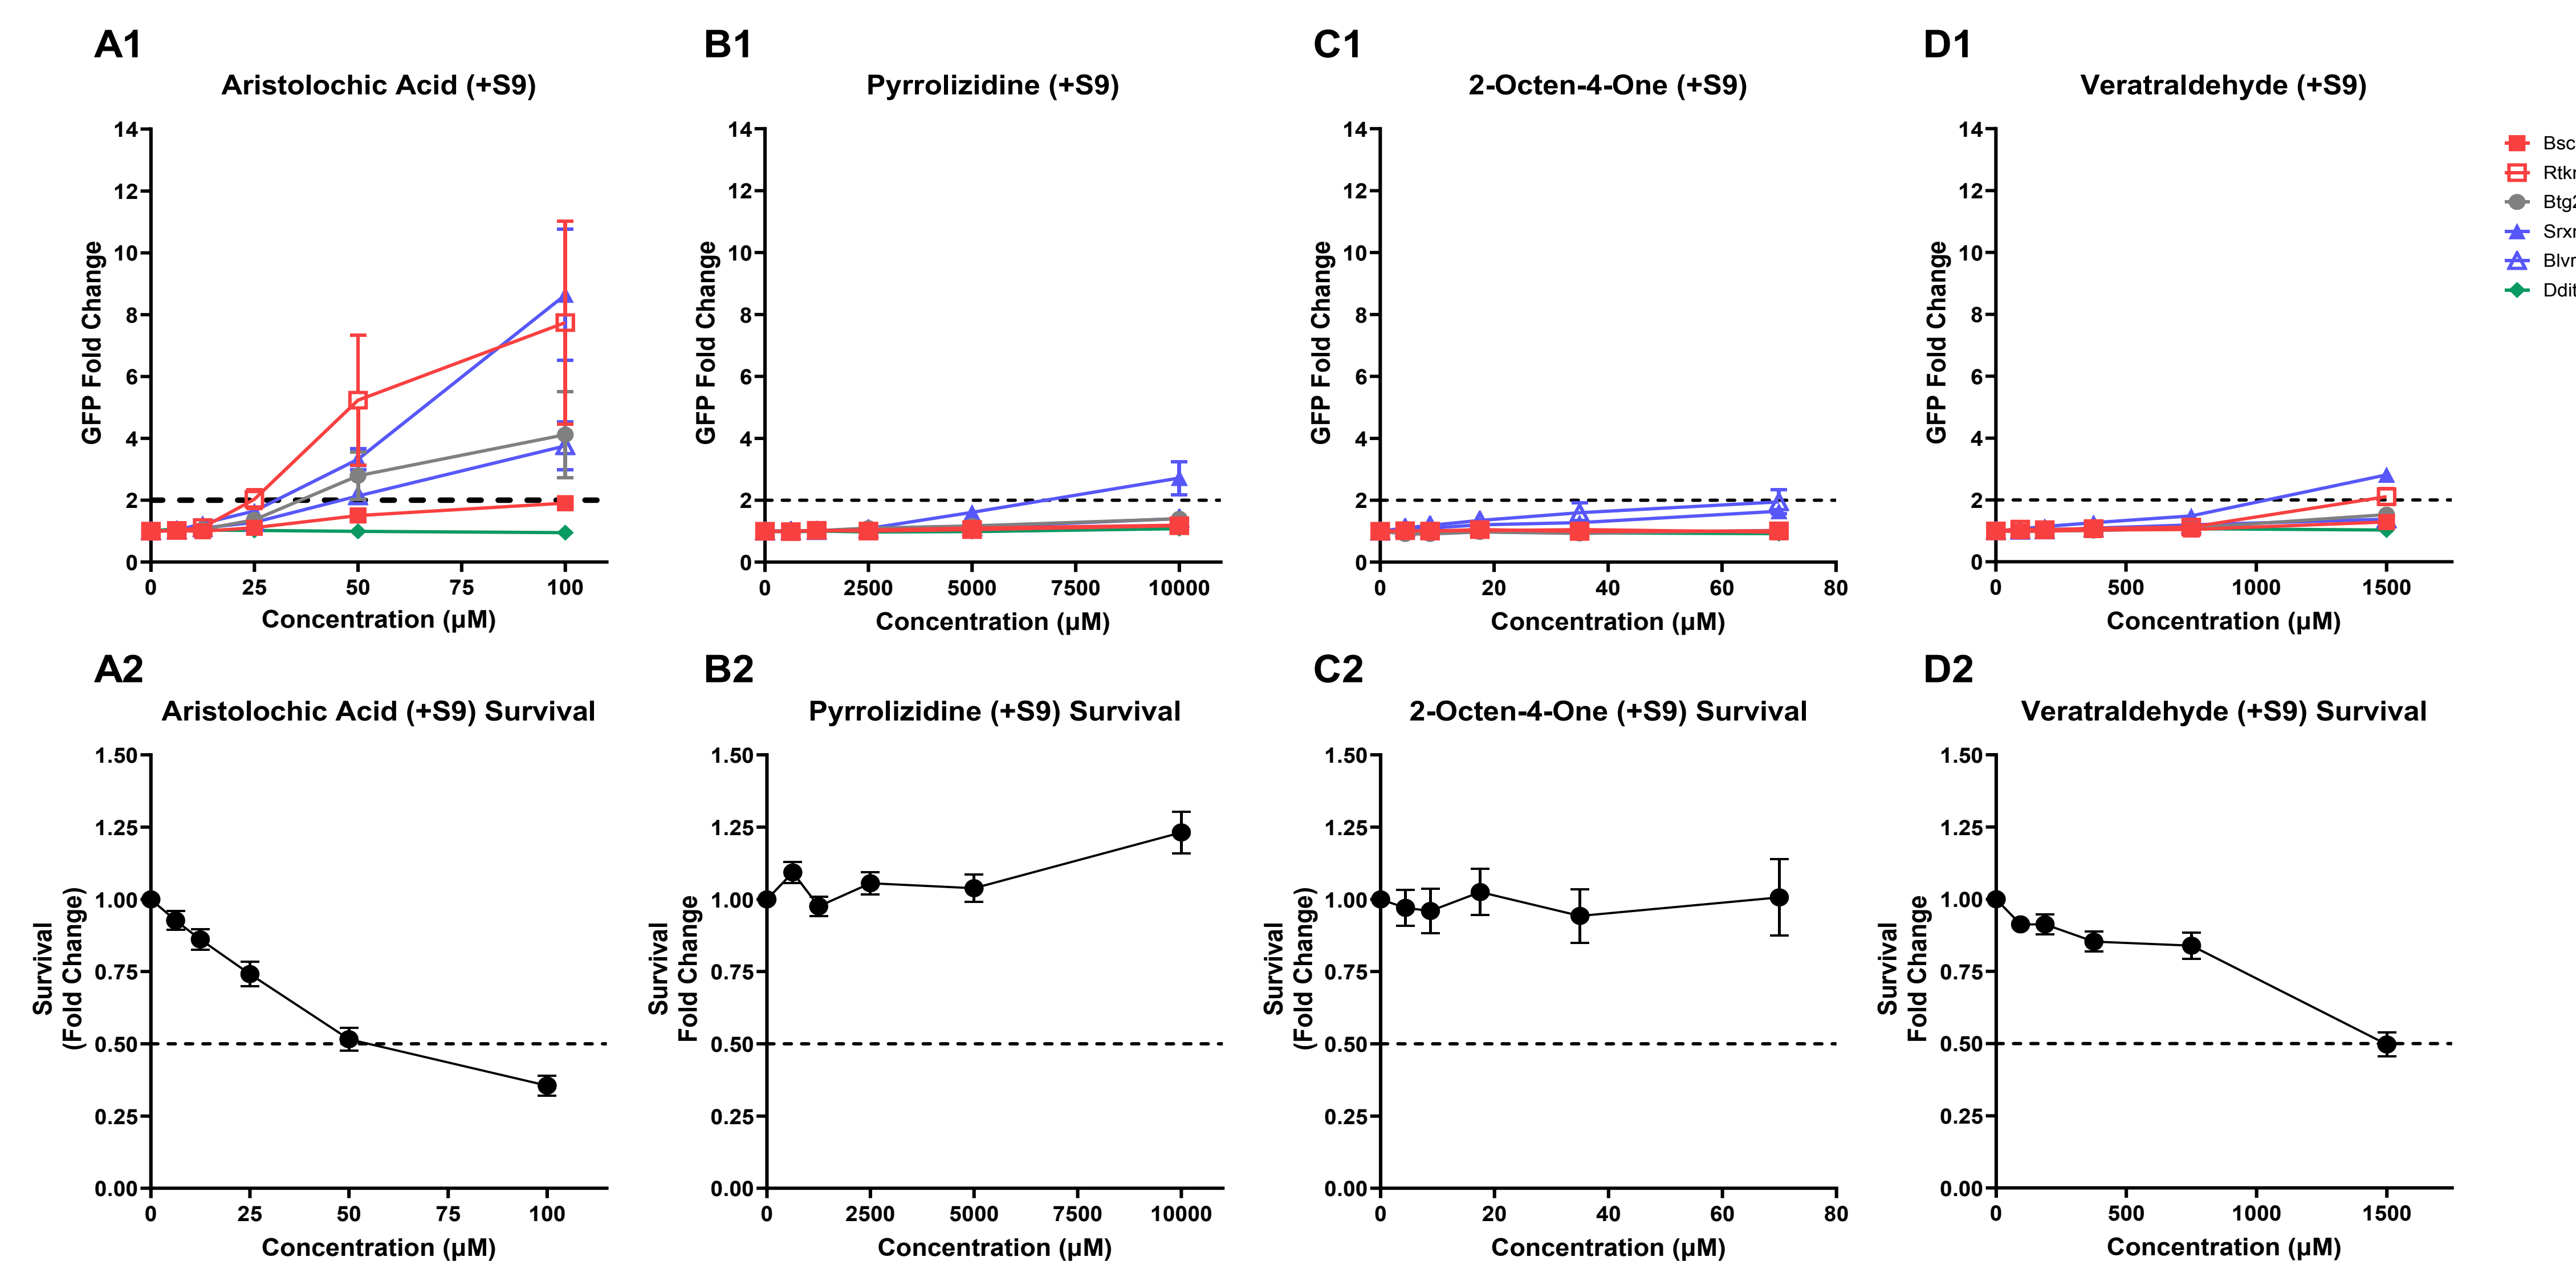 A1
B1
C1
D1
Aristolochic Acid (+S9)
Pyrrolizidine (+S9)
2-Octen-4-One (+S9)
Veratraldehyde (+S9)
GFP Fold Change
14
12
10
8
6
4
2
0
0 25 50 75 100
Concentration (µM)
GFP Fold Change
14
12
10
8
6
4
2
0
0 2500 5000 7500 10000
Concentration (µM)
GFP Fold Change
14
12
10
8
6
4
2
0
0 20 40 60 80
Concentration (µM)
GFP Fold Change
14
12
10
8
6
4
2
0
0 500 1000 1500
Concentration (µM)
Bsc
Rtk
Btg2
Srx
Blvr
Ddit
A2
B2
C2
D2
Aristolochic Acid (+S9) Survival
Pyrrolizidine (+S9) Survival
2-Octen-4-One (+S9) Survival
Veratraldehyde (+S9) Survival
Survival
(Fold Change)
1.50
1.25
1.00
0.75
0.50
0.25
0.00
0 25 50 75 100
Concentration (µM)
Survival
Fold Change
1.50
1.25
1.00
0.75
0.50
0.25
0.00
0 2500 5000 7500 10000
Concentration (µM)
Survival
(Fold Change)
1.50
1.25
1.00
0.75
0.50
0.25
0.00
0 20 40 60 80
Concentration (µM)
Survival
Fold Change
1.50
1.25
1.00
0.75
0.50
0.25
0.00
0 500 1000 1500
Concentration (µM)